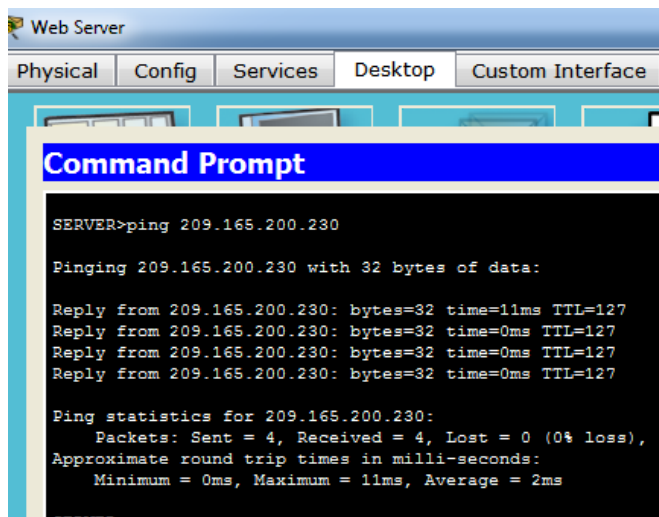 Web Server
Physical Config Services Desktop Custom Interface
Command Prompt
SERVER>ping 209.165.200.230
Pinging 209.165.200.230 with 32 bytes of data:
Reply from 209.165.200.230: bytes=32 time=11ms TTL=127
Reply from 209.165.200.230: bytes=32 time=0ms TTL=127
Reply from 209.165.200.230: bytes=32 time=0ms TTL=127
Reply from 209.165.200.230: bytes=32 time=0ms TTL=127
Ping statistics for 209.165.200.230:
Packets: Sent = 4, Received = 4, Lost = 0 (0% loss),
Approximate round trip times in milli-seconds:
Minimum = 0ms, Maximum = 11ms, Average = 2ms